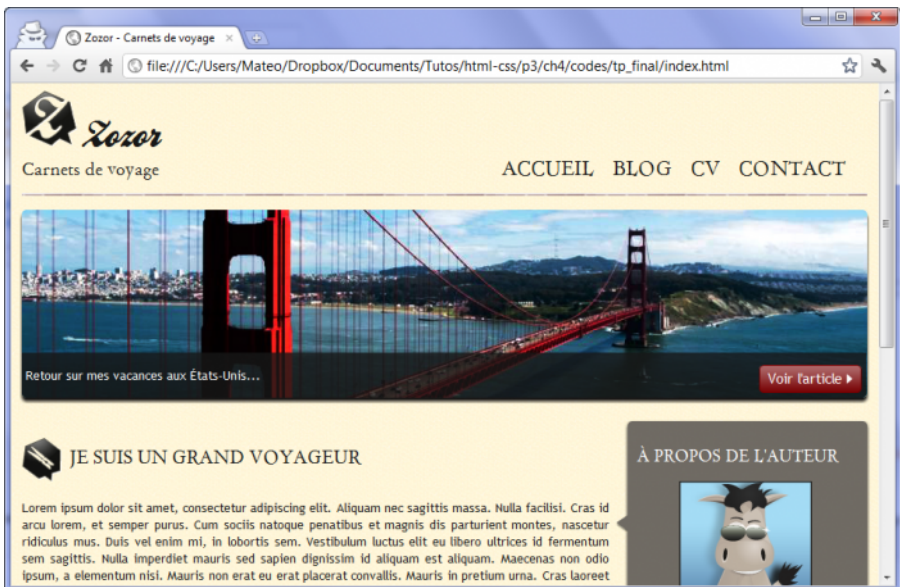 Zozor - Carnets de voyage
file:///C:/Users/Mateo/Dropbox/Documents/Tutos/html-css/p3/ch4/codes/tp_final/index.html
Zozor
Carnets de voyage
ACCUEIL BLOG CV CONTACT
Retour sur mes vacances aux États-Unis...
Voir l'article
JE SUIS UN GRAND VOYAGEUR
Lorem ipsum dolor sit amet, consectetur adipiscing elit. Aliquam nec sagittis massa. Nulla facilisi. Cras id
arcu lorem, et semper purus. Cum sociis natoque penatibus et magnis dis parturient montes, nascetur
ridiculus mus. Duis vel enim mi, in lobortis sem. Vestibulum luctus elit eu libero ultrices id fermentum
sem sagittis. Nulla imperdiet mauris sed sapien dignissim id aliquam est aliquam. Maecenas non odio
ipsum, a elementum nisi. Mauris non erat eu erat placerat convallis. Mauris in pretium urna. Cras laoreet
À PROPOS DE L'AUTEUR